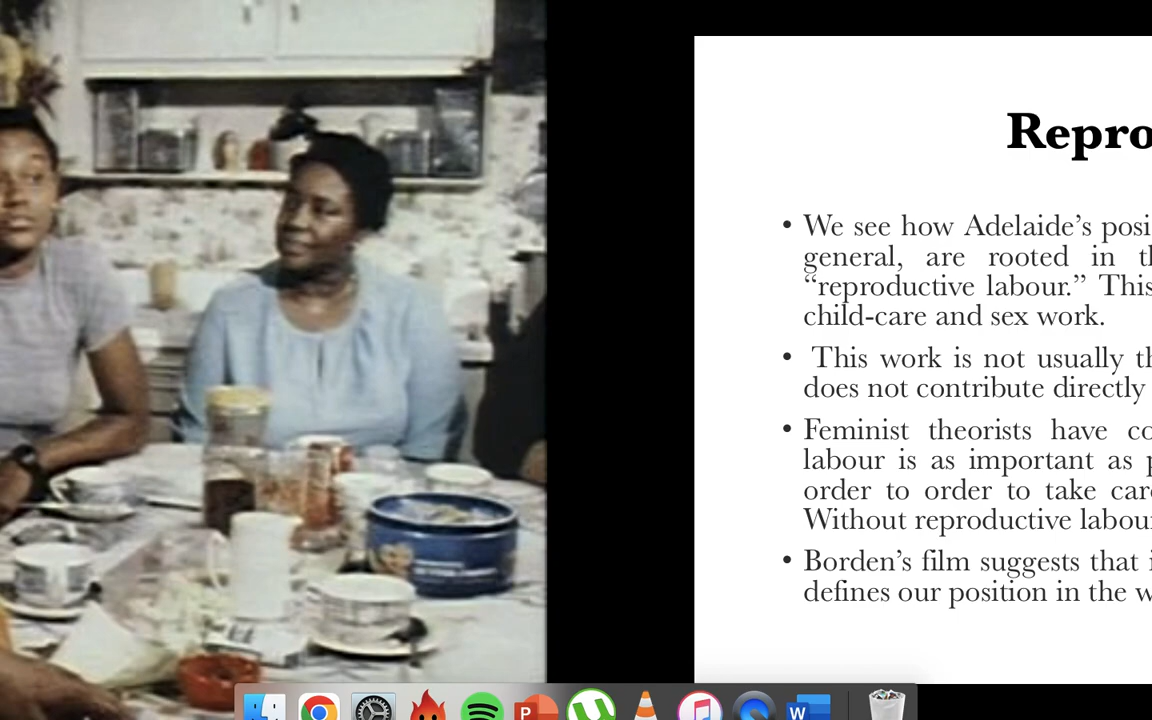 Repro
• We see how Adelaide’s posi
general, are rooted in th
“reproductive labour.” This
child-care and sex work.
• This work is not usually th
does not contribute directly
• Feminist theorists have co
labour is as important as p
order to order to take care
Without reproductive labour
• Borden’s film suggests that i
defines our position in the w